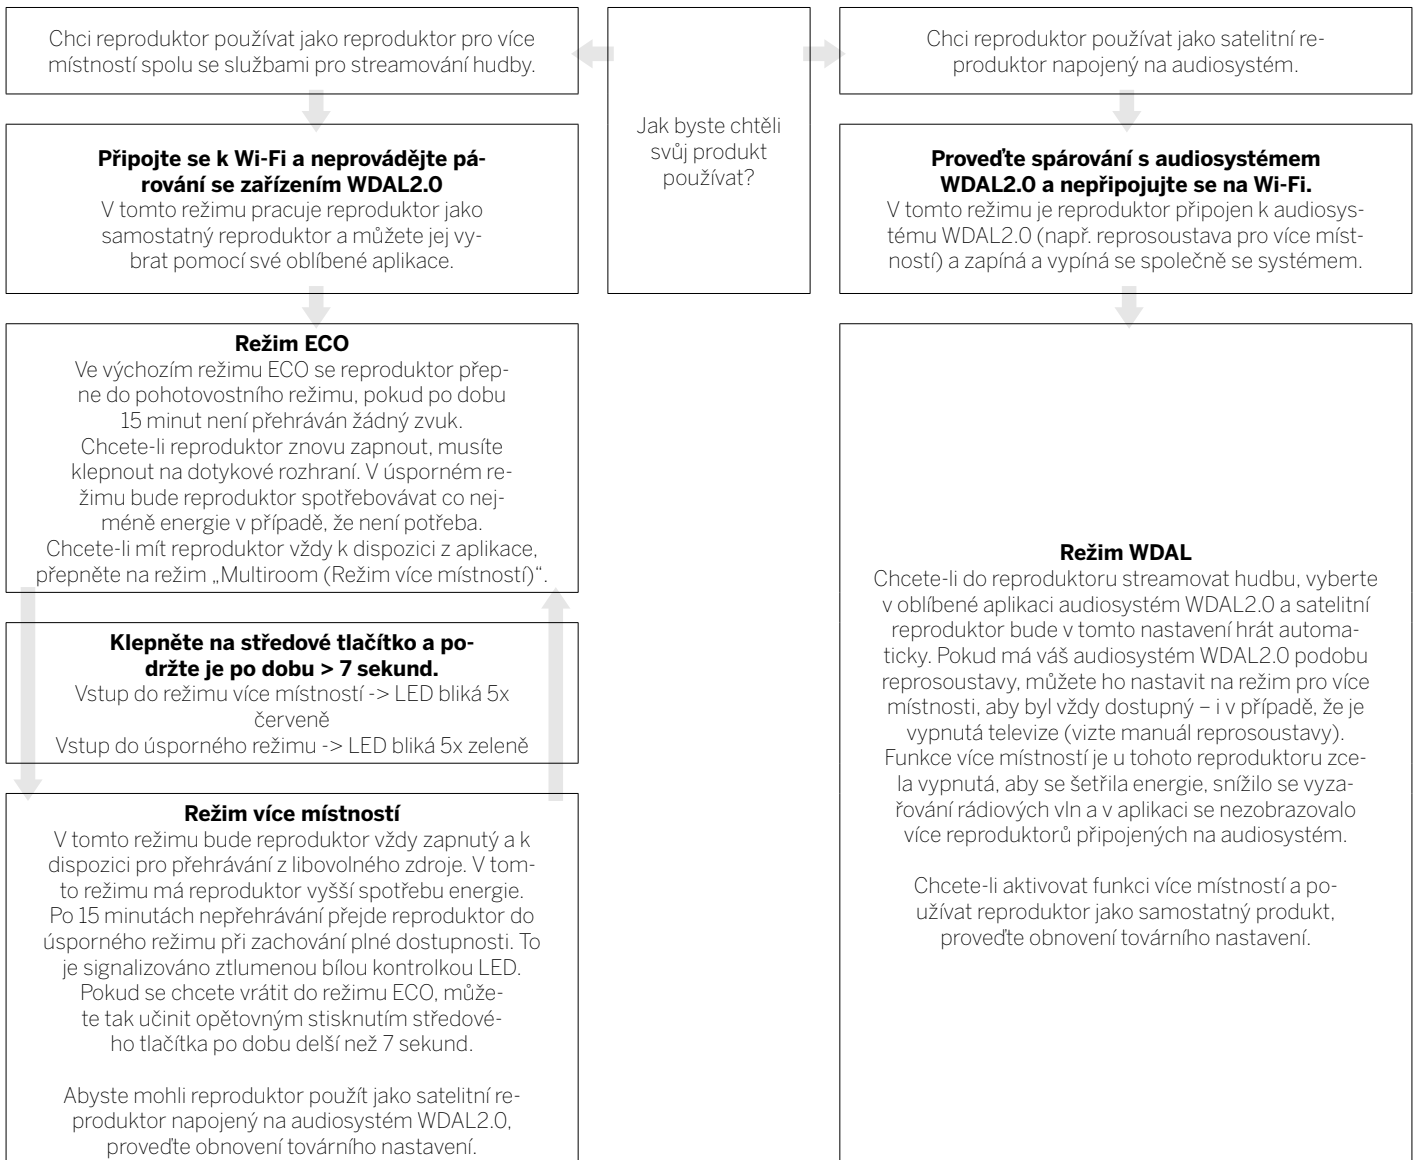 Chci reproduktor používat jako reproduktor pro více
místností spolu se službami pro streamování hudby.
Jak byste chtěli
svůj produkt
používat?
Chci reproduktor používat jako satelitní re-
produktor napojený na audiosystém.
Připojte se k Wi-Fi a neprovádějte pá-
rování se zařízením WDAL2.0
V tomto režimu pracuje reproduktor jako
samostatný reproduktor a můžete jej vy-
brat pomocí své oblíbené aplikace.
Proveďte spárování s audiosystémem
WDAL2.0 a nepřipojujte se na Wi-Fi.
V tomto režimu je reproduktor připojen k audiosys-
tému WDAL2.0 (např. reprosoustava pro více míst-
ností) a zapíná a vypíná se společně se systémem.
Režim ECO
Ve výchozím režimu ECO se reproduktor přep-
ne do pohotovostního režimu, pokud po dobu
15 minut není přehráván žádný zvuk.
Chcete-li reproduktor znovu zapnout, musíte
klepnout na dotykové rozhraní. V úsporném re-
žimu bude reproduktor spotřebovávat co nej-
méně energie v případě, že není potřeba.
Chcete-li mít reproduktor vždy k dispozici z aplikace,
přepněte na režim „Multiroom (Režim více místností)“.
Klepněte na středové tlačítko a po-
držte je po dobu > 7 sekund.
Vstup do režimu více místností -> LED bliká 5x
červeně
Vstup do úsporného režimu -> LED bliká 5x zeleně
Režim více místností
V tomto režimu bude reproduktor vždy zapnutý a k
dispozici pro přehrávání z libovolného zdroje. V tom-
to režimu má reproduktor vyšší spotřebu energie.
Po 15 minutách nepřehrávání přejde reproduktor do
úsporného režimu při zachování plné dostupnosti. To
je signalizováno ztlumenou bílou kontrolkou LED.
Pokud se chcete vrátit do režimu ECO, může-
te tak učinit opětovným stisknutím středové-
ho tlačítka po dobu delší než 7 sekund.
Abyste mohli reproduktor použít jako satelitní re-
produktor napojený na audiosystém WDAL2.0,
proveďte obnovení továrního nastavení.
Režim WDAL
Chcete-li do reproduktoru streamovat hudbu, vyberte
v oblíbené aplikaci audiosystém WDAL2.0 a satelitní
reproduktor bude v tomto nastavení hrát automa-
ticky. Pokud má váš audiosystém WDAL2.0 podobu
reprosoustavy, můžete ho nastavit na režim pro více
místnosti, aby byl vždy dostupný – i v případě, že je
vypnutá televize (vizte manuál reprosoustavy).
Funkce více místností je u tohoto reproduktoru zce-
la vypnutá, aby se šetřila energie, snížilo se vyza-
řování rádiových vln a v aplikaci se nezobrazovalo
více reproduktorů připojených na audiosystém.
Chcete-li aktivovat funkci více místností a po-
užívat reproduktor jako samostatný produkt,
proveďte obnovení továrního nastavení.